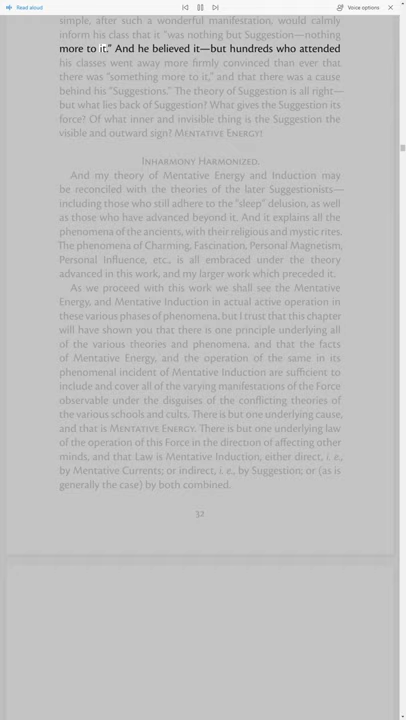 Read aloud
Voice options
simple, after such a wonderful manifestation, would calmly
inform his class that it “was nothing but Suggestion—nothing
more to it.” And he believed it—but hundreds who attended
his classes went away more firmly convinced than ever that
there was “something more to it,” and that there was a cause
behind his “Suggestions.” The theory of Suggestion is all right—
but what lies back of Suggestion? What gives the Suggestion its
force? Of what inner and invisible thing is the Suggestion the
visible and outward sign? Mentative Energy!
Inharmony Harmonized.
And my theory of Mentative Energy and Induction may
be reconciled with the theories of the later Suggestionists—
including those who still adhere to the “sleep” delusion, as well
as those who have advanced beyond it. And it explains all the
phenomena of the ancients, with their religious and mystic rites.
The phenomena of Charming, Fascination, Personal Magnetism,
Personal Influence, etc., is all embraced under the theory
advanced in this work, and my larger work which preceded it.
As we proceed with this work we shall see the Mentative
Energy, and Mentative Induction in actual active operation in
these various phases of phenomena, but I trust that this chapter
will have shown you that there is one principle underlying all
of the various theories and phenomena, and that the facts
of Mentative Energy, and the operation of the same in its
phenomenal incident of Mentative Induction are sufficient to
include and cover all of the varying manifestations of the Force
observable under the disguises of the conflicting theories of
the various schools and cults. There is but one underlying cause,
and that is Mentative Energy. There is but one underlying law
of the operation of this Force in the direction of affecting other
minds, and that Law is Mentative Induction, either direct, i. e.,
by Mentative Currents; or indirect, i. e., by Suggestion; or (as is
generally the case) by both combined.
32